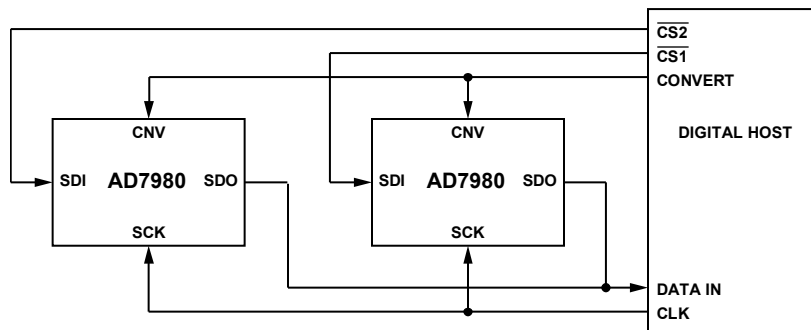 CS2
CS1
CONVERT
CNV
CNV
DIGITAL HOST
SDI AD7980 SDO
SDI AD7980 SDO
SCK
SCK
DATA IN
CLK